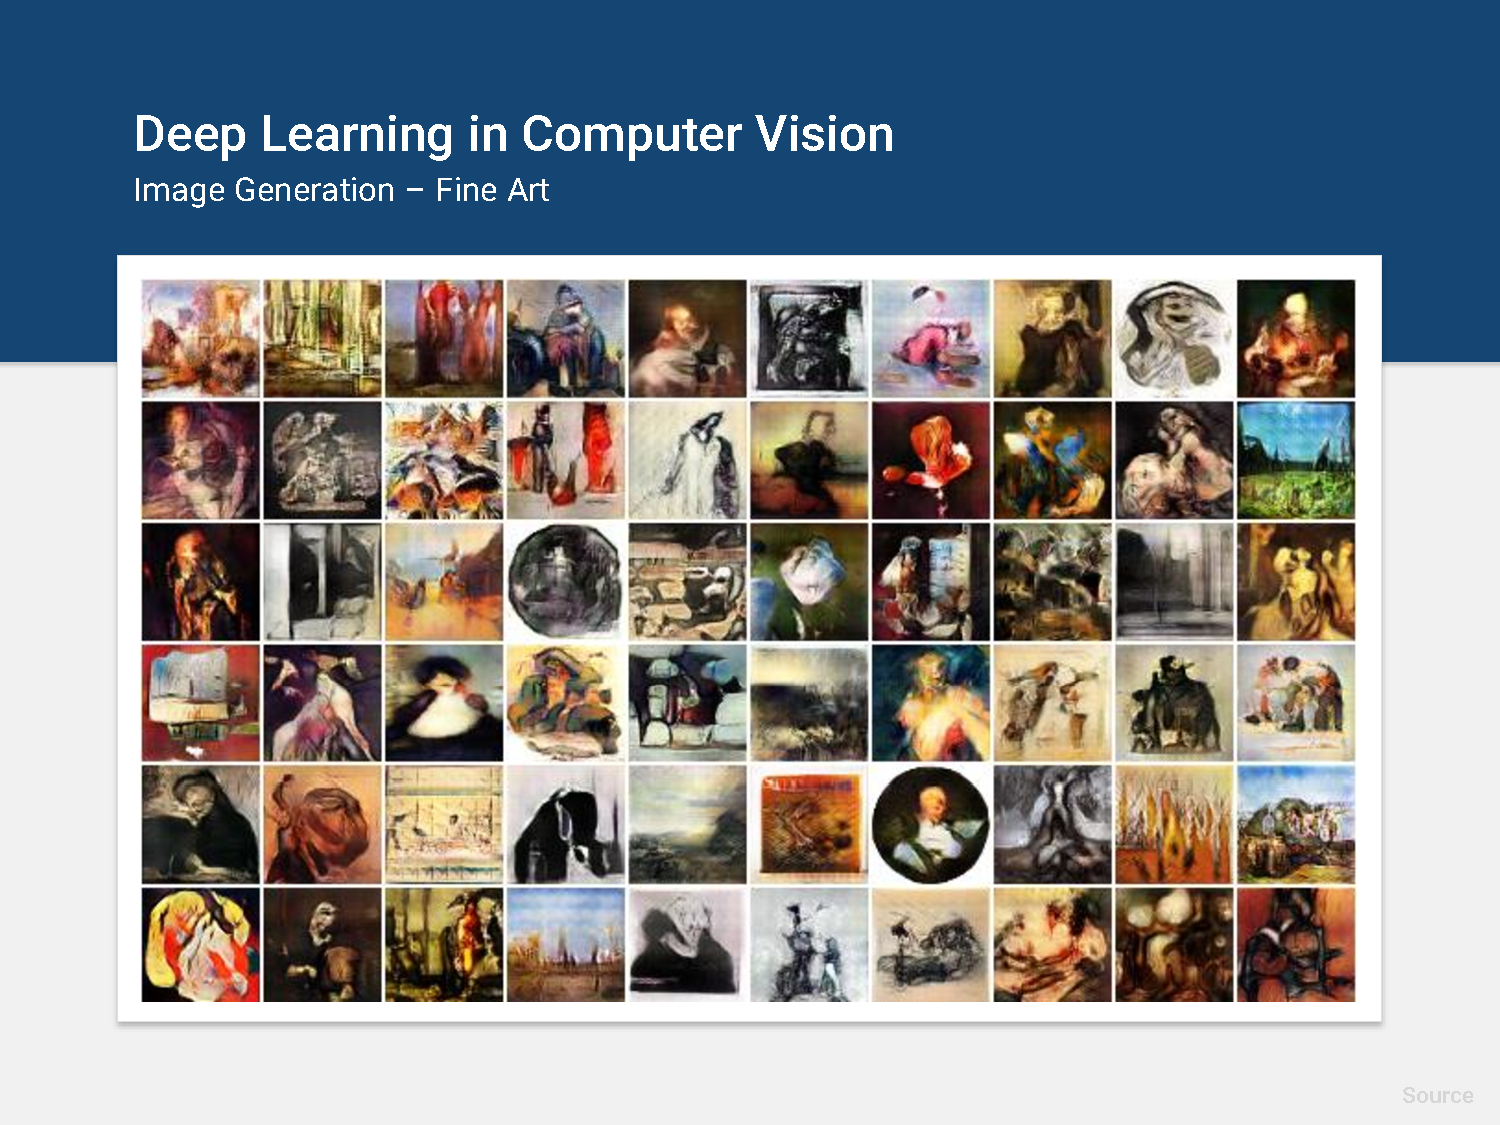 Deep Learning in Computer Vision
Image Generation – Fine Art
Source